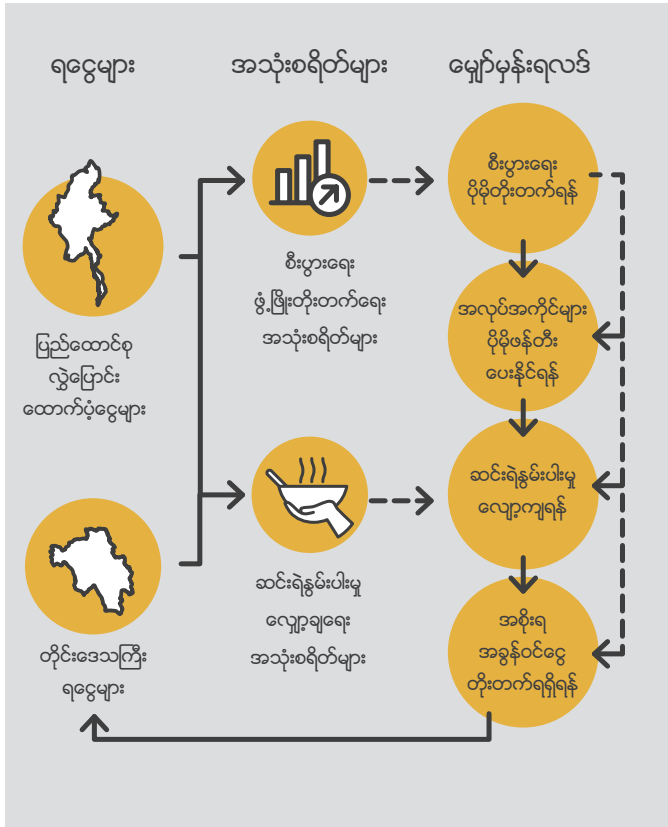 ရငွေများ
အသုံးစရိတ်များ
မျှော်မှန်းရလဒ်
ပြည်ထောင်စု
လွှဲပြောင်း
ထောက်ပံ့ငွေများ
တိုင်းဒေသကြီး
ရငွေများ
စီးပွားရေး
ဖွံ့ဖြိုးတိုးတက်ရေး
အသုံးစရိတ်များ
ဆင်းရဲနွမ်းပါးမှု
လျှော့ချရေး
အသုံးစရိတ်များ
စီးပွားရေး
ပိုမိုတိုးတက်ရန်
အလုပ်အကိုင်များ
ပိုမိုဖန်တီး
ပေးနိုင်ရန်
ဆင်းရဲနွမ်းပါးမှု
လျော့ကျရန်
အစိုးရ
အခွန်ဝင်ငွေ
တိုးတက်ရရှိရန်